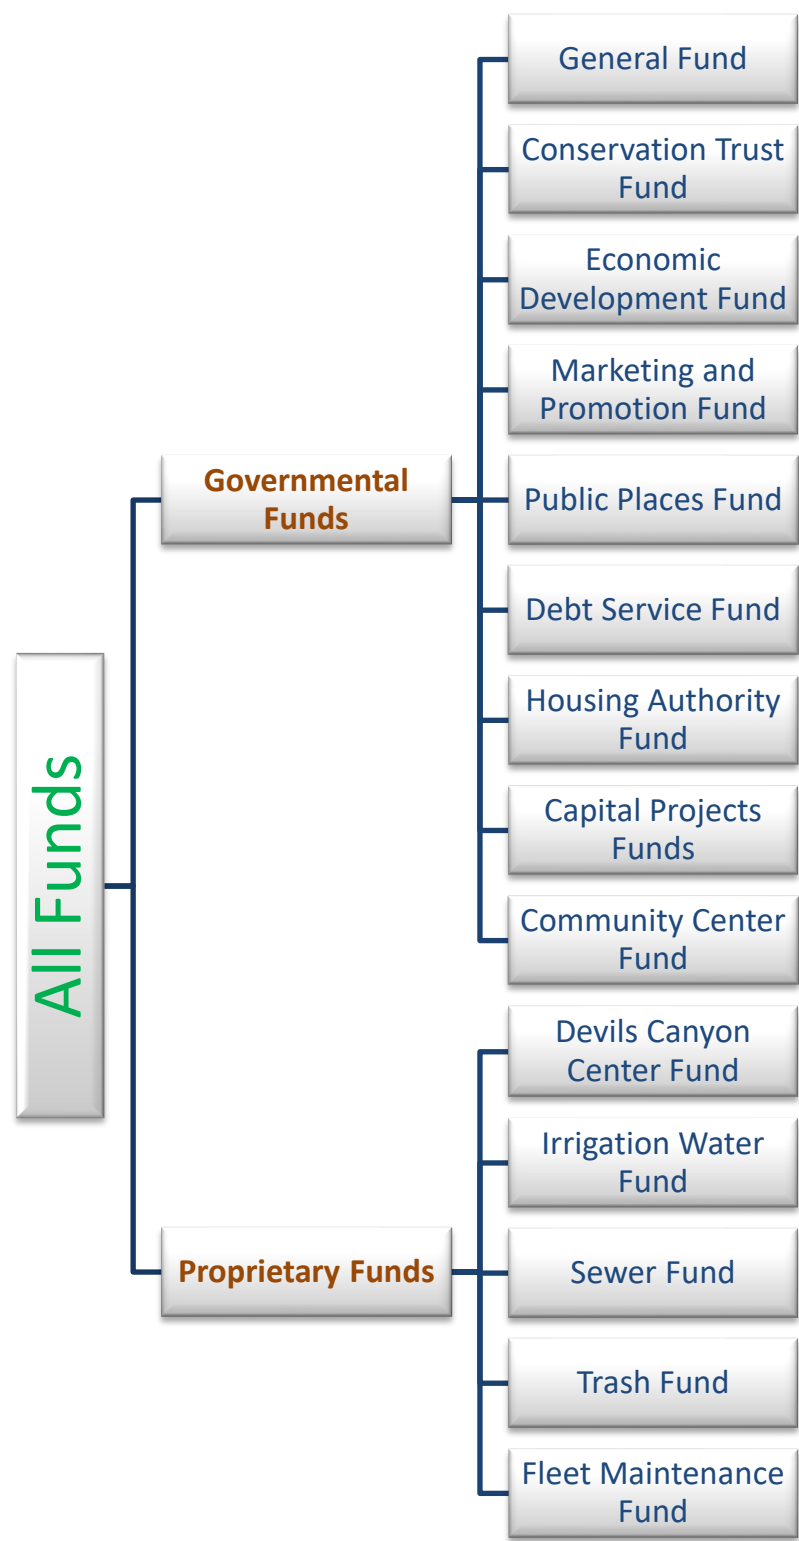 All Funds
Governmental
Funds
General Fund
Conservation Trust
Fund
Economic
Development Fund
Marketing and
Promotion Fund
Public Places Fund
Debt Service Fund
Housing Authority
Fund
Capital Projects
Funds
Community Center
Fund
Proprietary Funds
Devils Canyon
Center Fund
Irrigation Water
Fund
Sewer Fund
Trash Fund
Fleet Maintenance
Fund